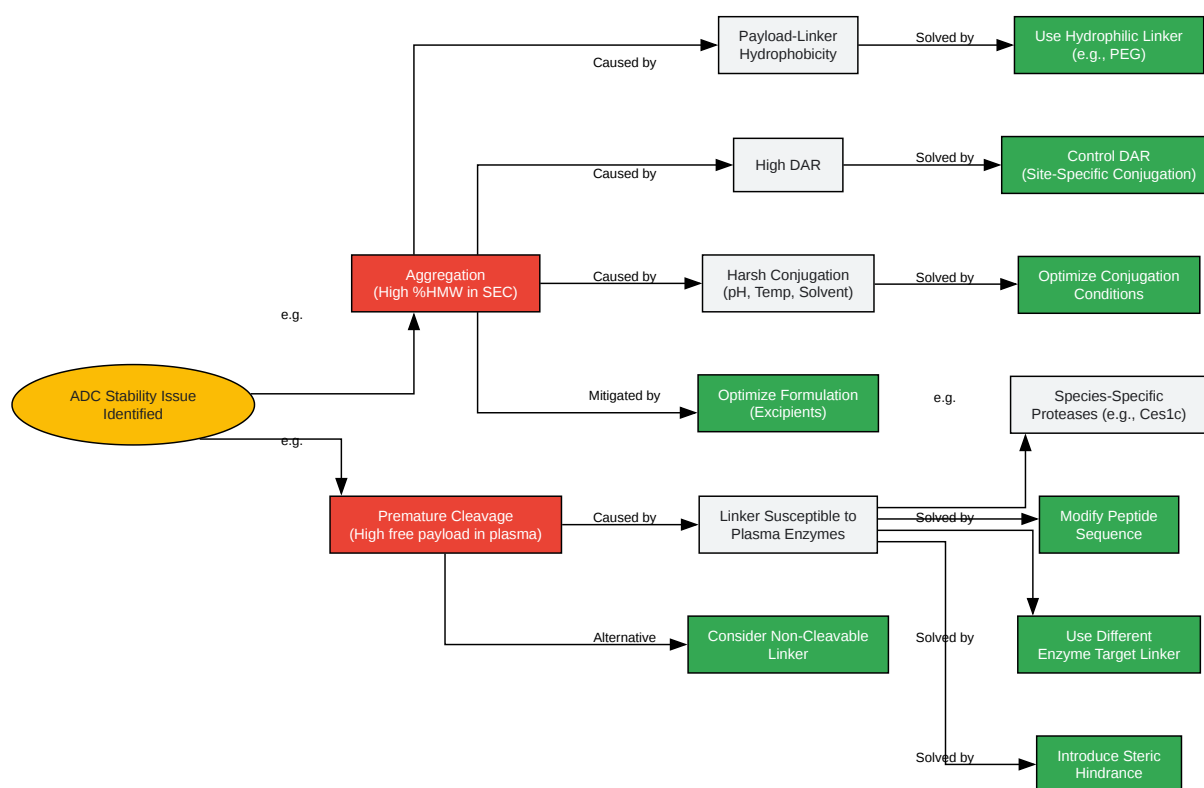 Payload-Linker
Hydrophobicity
Solved by
Use Hydrophilic Linker
(e.g., PEG)
Caused by
High DAR
Solved by
Control DAR
(Site-Specific Conjugation)
Caused by
Aggregation
(High %HMW in SEC)
Caused by
Harsh Conjugation
(pH, Temp, Solvent)
Solved by
Optimize Conjugation
Conditions
e.g.
ADC Stability Issue
Identified
Mitigated by
Optimize Formulation
(Excipients)
e.g.
Species-Specific
Proteases (e.g., Ces1c)
e.g.
Premature Cleavage
(High free payload in plasma)
Caused by
Linker Susceptible to
Plasma Enzymes
Solved by
Modify Peptide
Sequence
Alternative
Consider Non-Cleavable
Linker
Solved by
Use Different
Enzyme Target Linker
Solved by
Introduce Steric
Hindrance